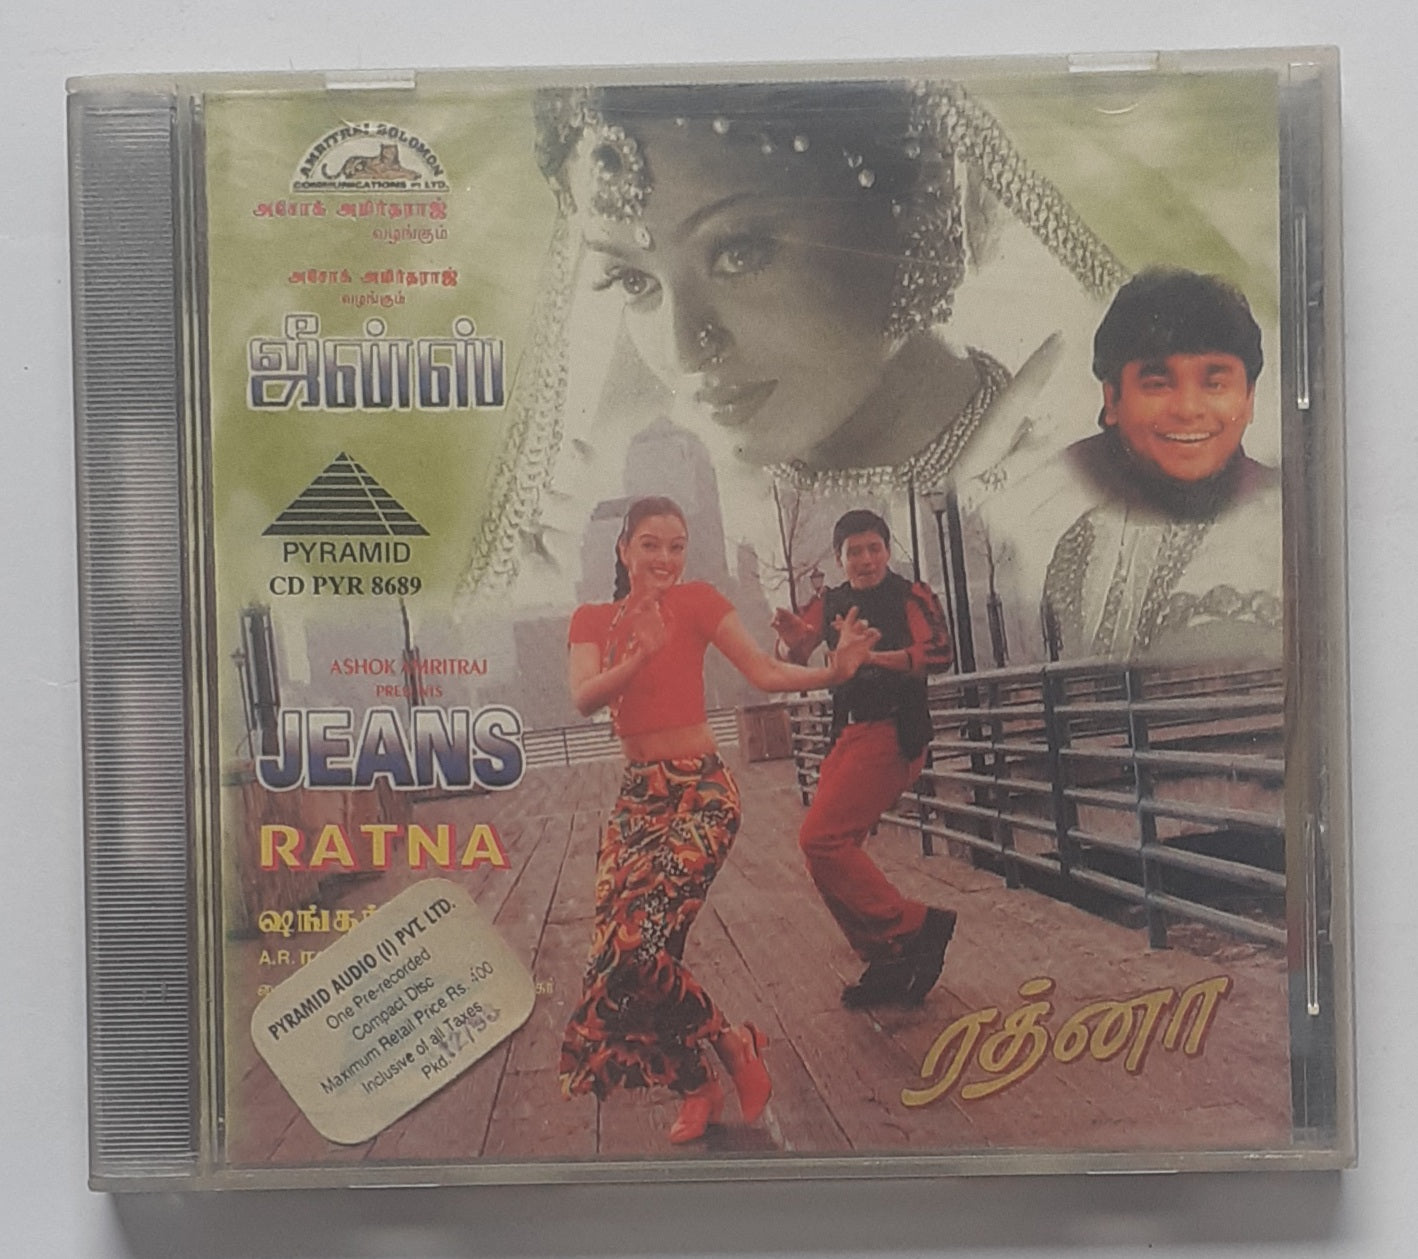 AMRITRAJ SOLOMON
COMMUNICATIONS P LTD.
அசோக் அமிர்தராஜ்
வழங்கும்
அசோக் அமிர்தராஜ்
வழங்கும்
ஜீன்ஸ்
PYRAMID
CD PYR 8689
ASHOK AMRITRAJ
PRESENTS
JEANS
RATNA
A.R.
PYRAMID AUDIO (I) PVT. LTD.
One Pre-recorded
Compact Disc
Maximum Retail Price Rs. 400
Inclusive of all Taxes
Pkd.
ரத்னா